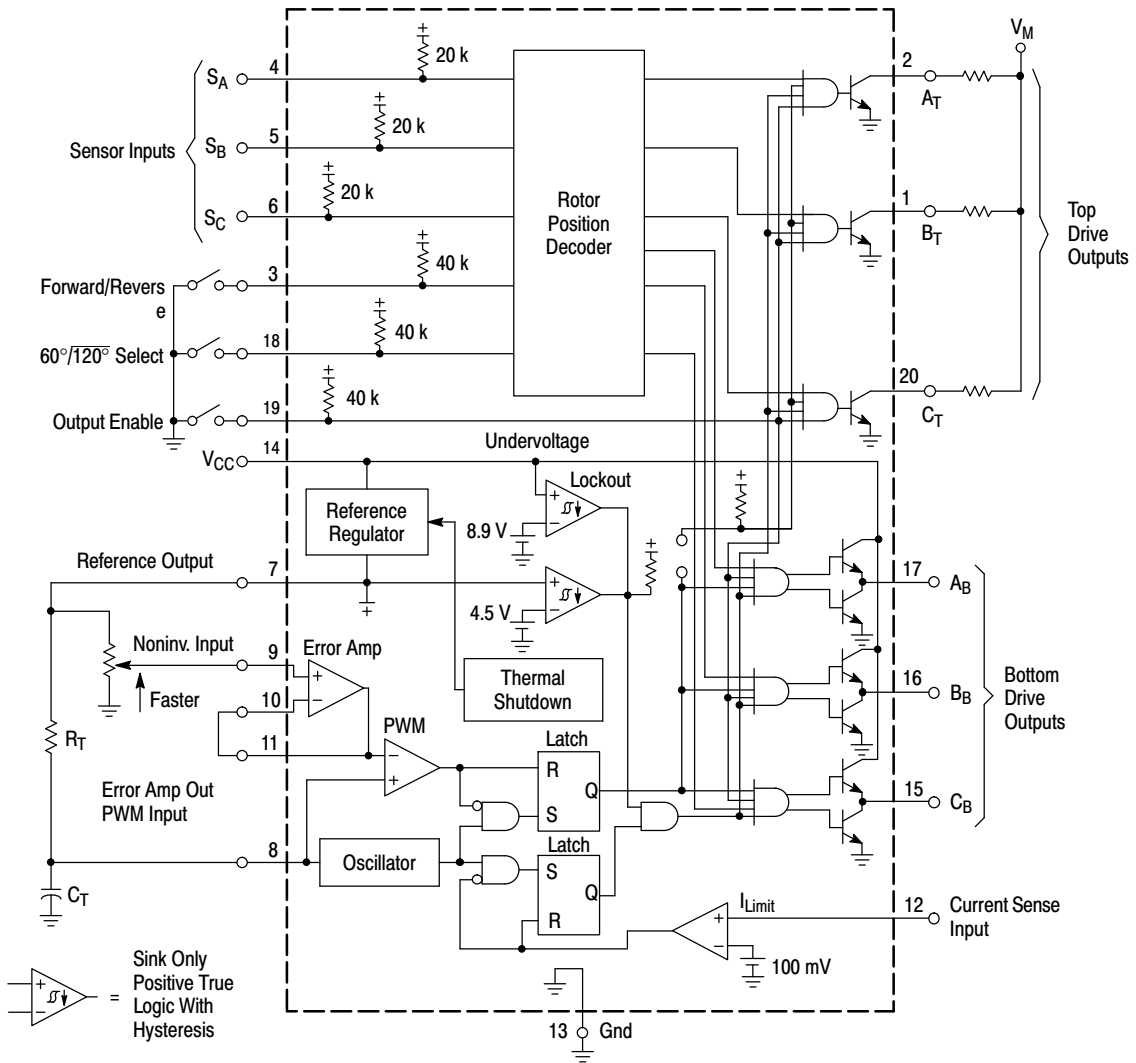 V_M
20 k
4
S_A
2
A_T
20 k
5
S_B
Sensor Inputs
20 k
6
S_C
Rotor
Position
Decoder
1
B_T
Top
Drive
Outputs
40 k
3
Forward/Revers
e
40 k
18
60°/120° Select
40 k
19
Output Enable
20
C_T
Undervoltage
14
V_CC
Lockout
Reference
Regulator
8.9 V
Reference Output
7
4.5 V
17
A_B
Noninv. Input
9
Error Amp
Faster
10
Thermal
Shutdown
16
B_B
Bottom
Drive
Outputs
R_T
11
PWM
Latch
R
Q
S
Error Amp Out
PWM Input
15
C_B
8
Oscillator
Latch
S
Q
R
C_T
I_Limit
12
Current Sense
Input
100 mV
=
Sink Only
Positive True
Logic With
Hysteresis
13
Gnd